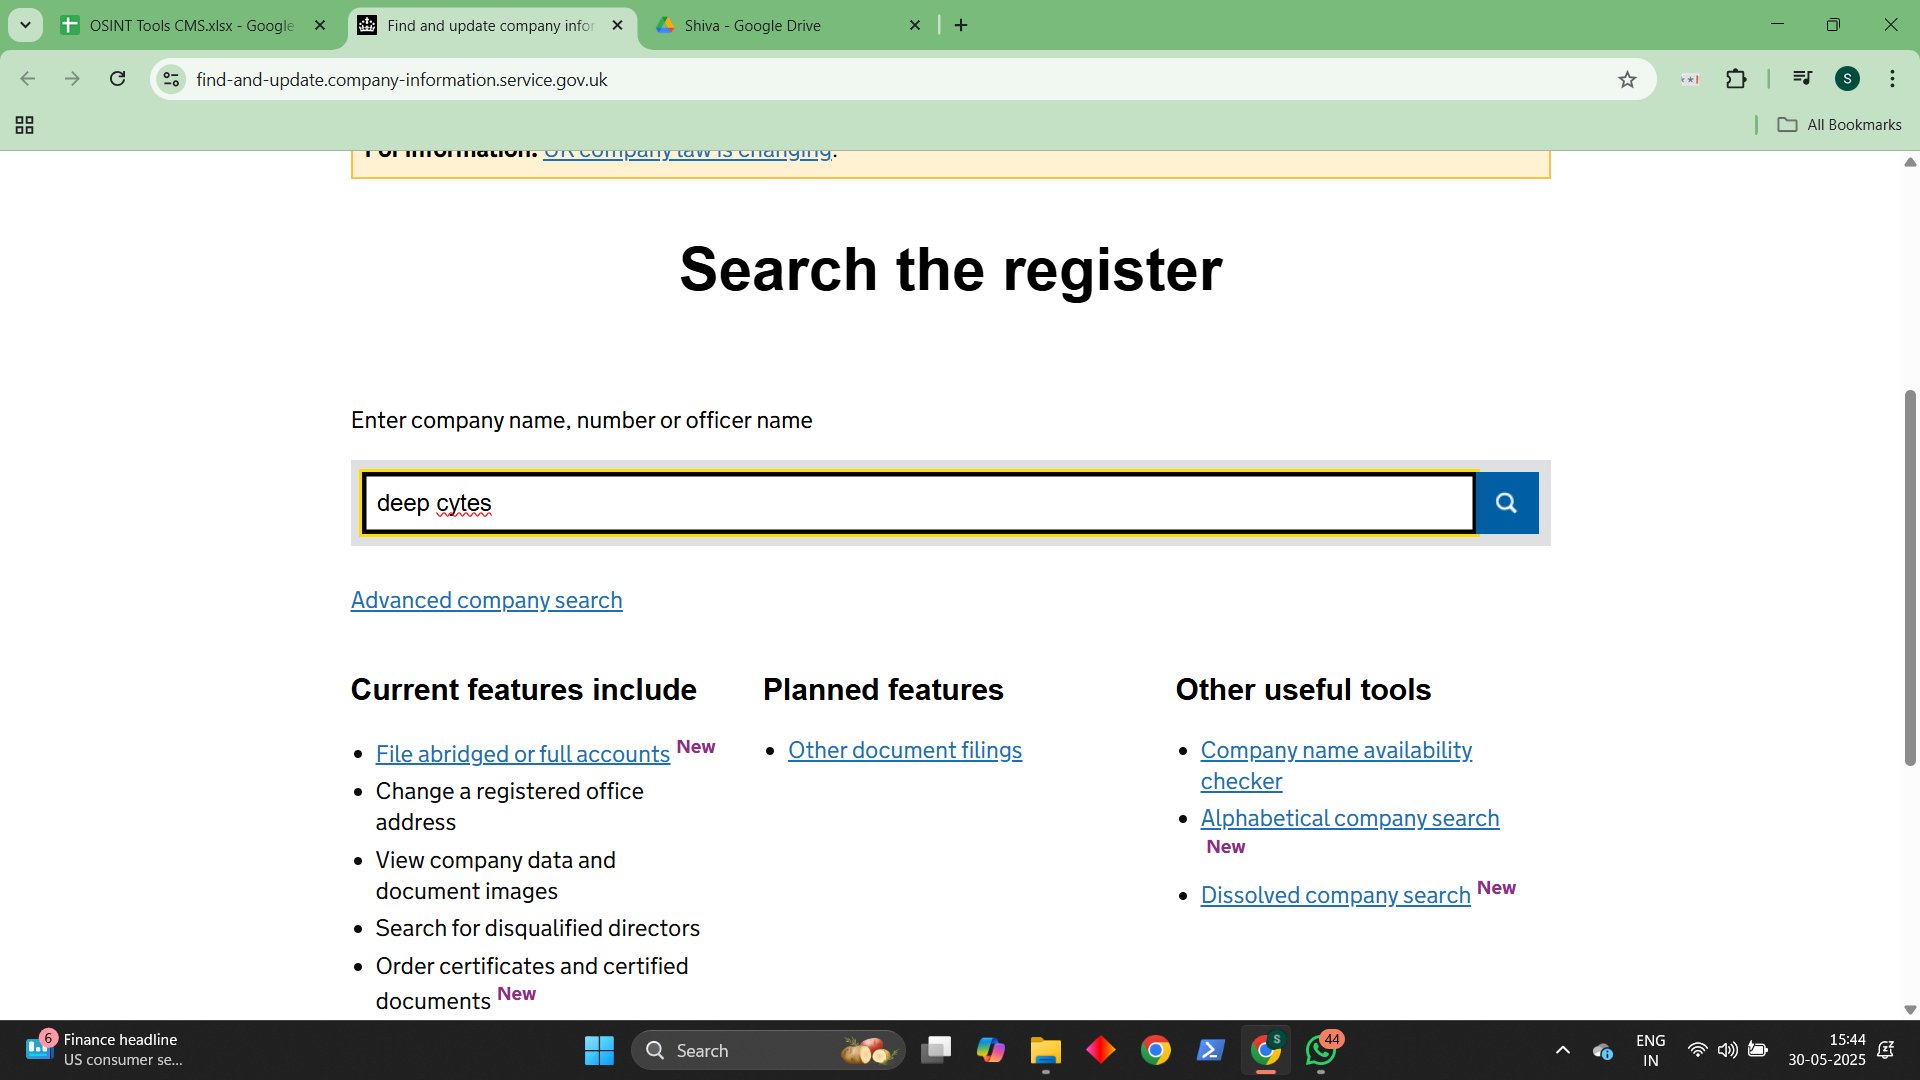 OSINT Tools CMS.xlsx - Google
Find and update company infor
Shiva - Google Drive
find-and-update.company-information.service.gov.uk
S
All Bookmarks
For information: UK company law is changing.
Search the register
Enter company name, number or officer name
deep cytes
Advanced company search
Current features include
File abridged or full accounts New
Change a registered office
address
View company data and
document images
Search for disqualified directors
Order certificates and certified
documents New
Planned features
Other document filings
Other useful tools
Company name availability
checker
Alphabetical company search
New
Dissolved company search New
6
Finance headline
US consumer se...
Search
S
44
ENG
IN
15:44
30-05-2025